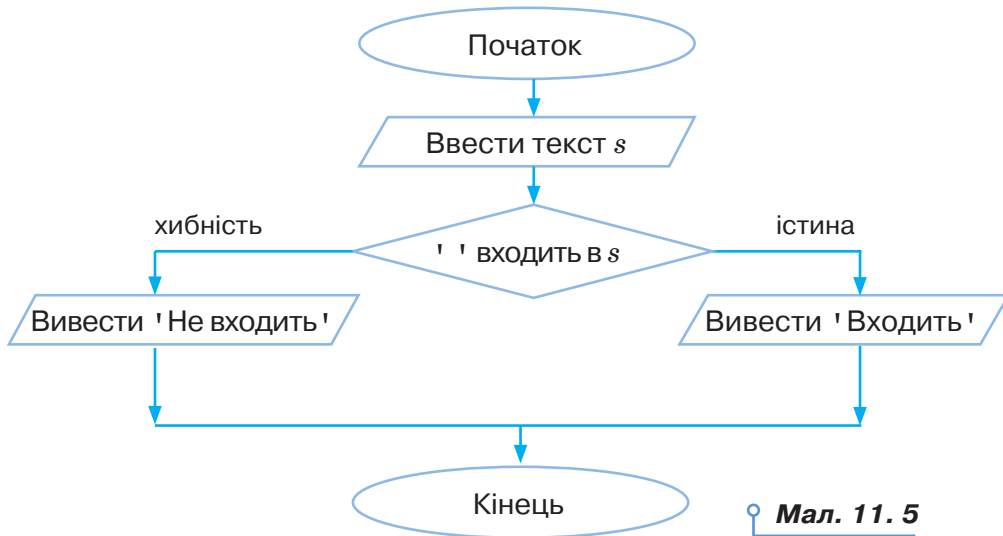 Початок
Ввести текст s
хибність
істина
' ' входить в s
Вивести 'Не входить'
Вивести 'Входить'
Кінець
Мал. 11. 5